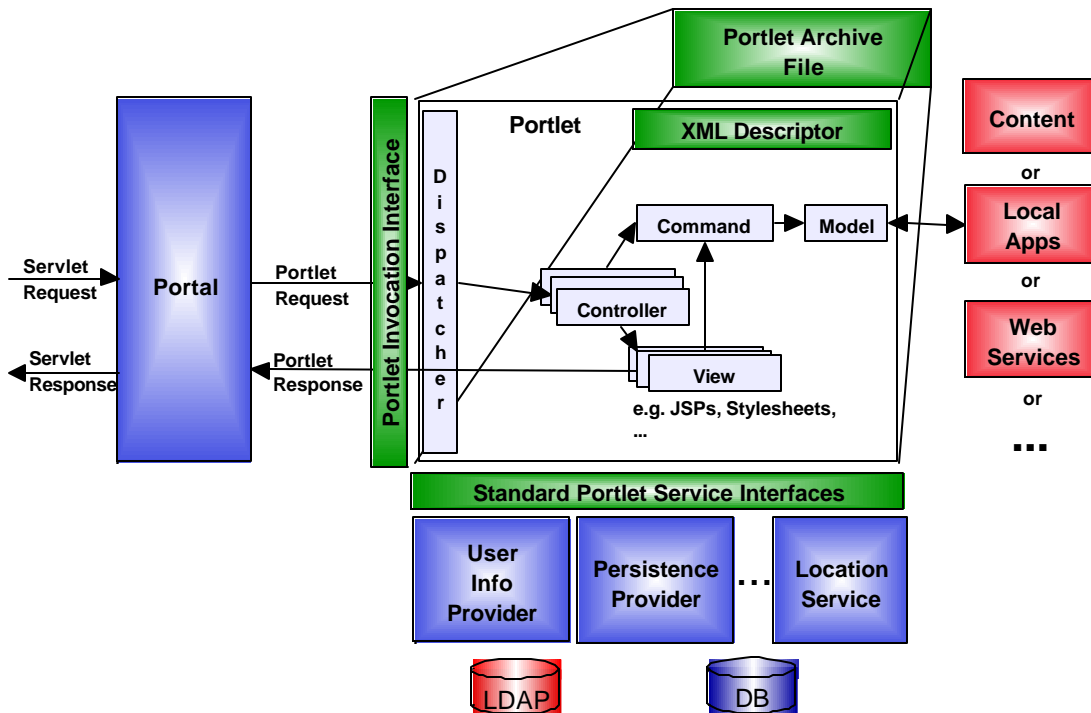 Portlet Archive
File
Portlet
XML Descriptor
Content
or
Local
Apps
or
Web
Services
or
...
Servlet
Request
Servlet
Response
Portal
Portlet
Request
Portlet
Response
Portlet Invocation Interface
Dispatcher
Command
Model
Controller
View
e.g. JSPs, Stylesheets,
...
Standard Portlet Service Interfaces
User
Info
Provider
Persistence
Provider
...
Location
Service
LDAP
DB